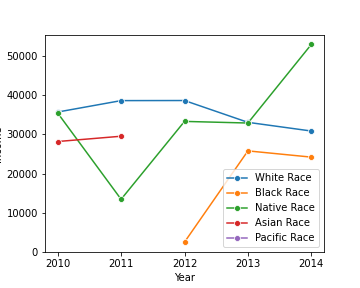 50000
40000
30000
20000
10000
0
2010 2011 2012 2013 2014
Year
White Race
Black Race
Native Race
Asian Race
Pacific Race